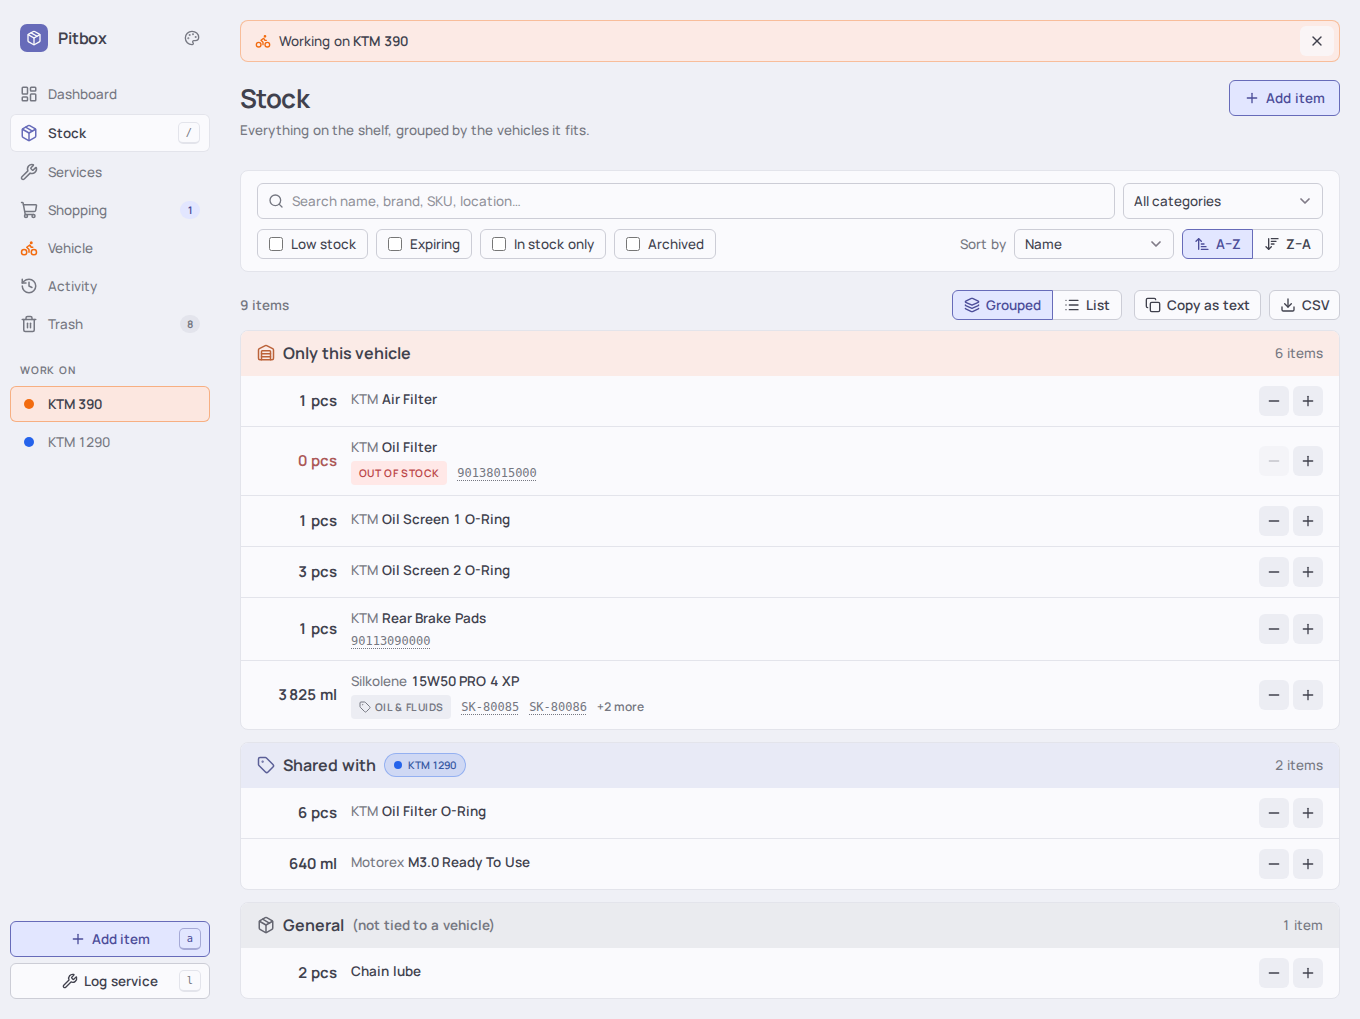 Pitbox
Dashboard
Stock /
Services
Shopping 1
Vehicle
Activity
Trash 8
WORK ON
KTM 390
KTM 1290
Add item a
Log service l
Working on KTM 390
Stock
Add item
Everything on the shelf, grouped by the vehicles it fits.
Search name, brand, SKU, location…
All categories
Low stock
Expiring
In stock only
Archived
Sort by
Name
A–Z
Z–A
9 items
Grouped
List
Copy as text
CSV
Only this vehicle
6 items
1 pcs KTM Air Filter
0 pcs KTM Oil Filter
OUT OF STOCK 90138015000
1 pcs KTM Oil Screen 1 O-Ring
3 pcs KTM Oil Screen 2 O-Ring
1 pcs KTM Rear Brake Pads
90113090000
3 825 ml Silkolene 15W50 PRO 4 XP
OIL & FLUIDS SK-80085 SK-80086 +2 more
Shared with KTM 1290
2 items
6 pcs KTM Oil Filter O-Ring
640 ml Motorex M3.0 Ready To Use
General (not tied to a vehicle)
1 item
2 pcs Chain lube